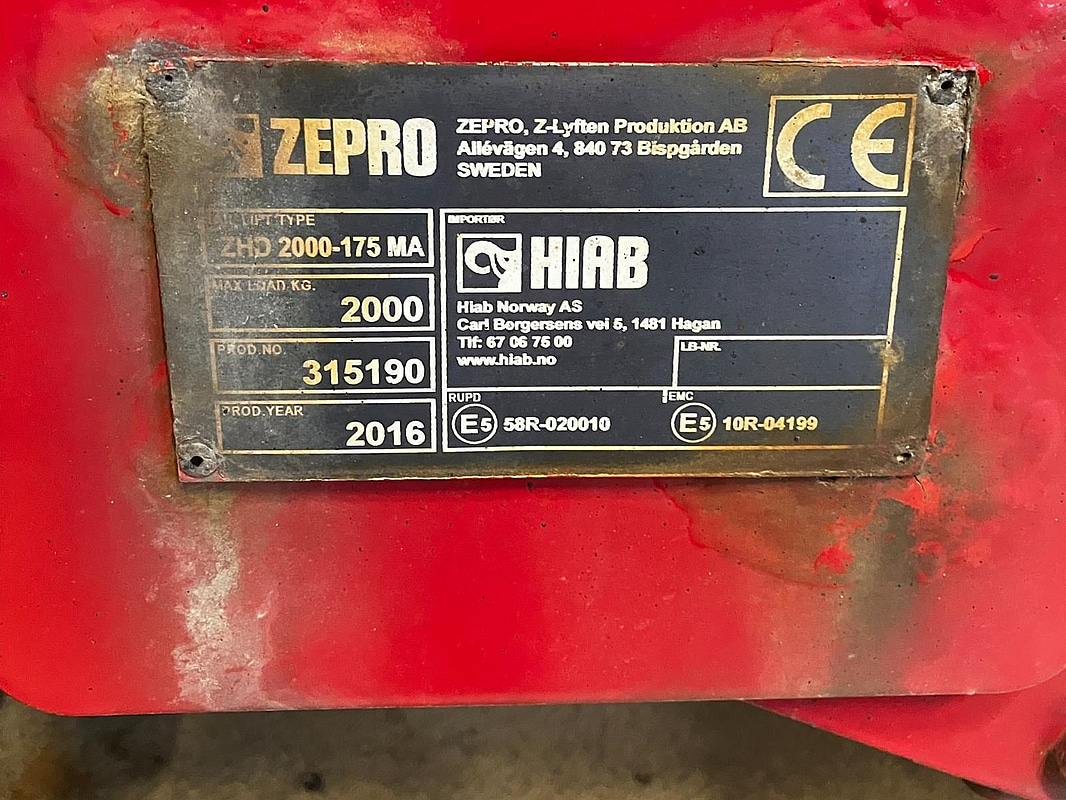 ZEPRO
ZEPRO, Z-Lyften Produktion AB
Allévägen 4, 840 73 Bispgården
SWEDEN
CE
LIFT TYPE
ZHD 2000-175 MA
MAX LOAD KG.
2000
PROD.NO.
315190
PROD.YEAR
2016
IMPORTØR
HIAB
Hiab Norway AS
Carl Borgersens vei 5, 1481 Hagan
Tlf: 67 06 75 00
www.hiab.no
LB-NR.
RUPD
E5 58R-020010
EMC
E5 10R-04199